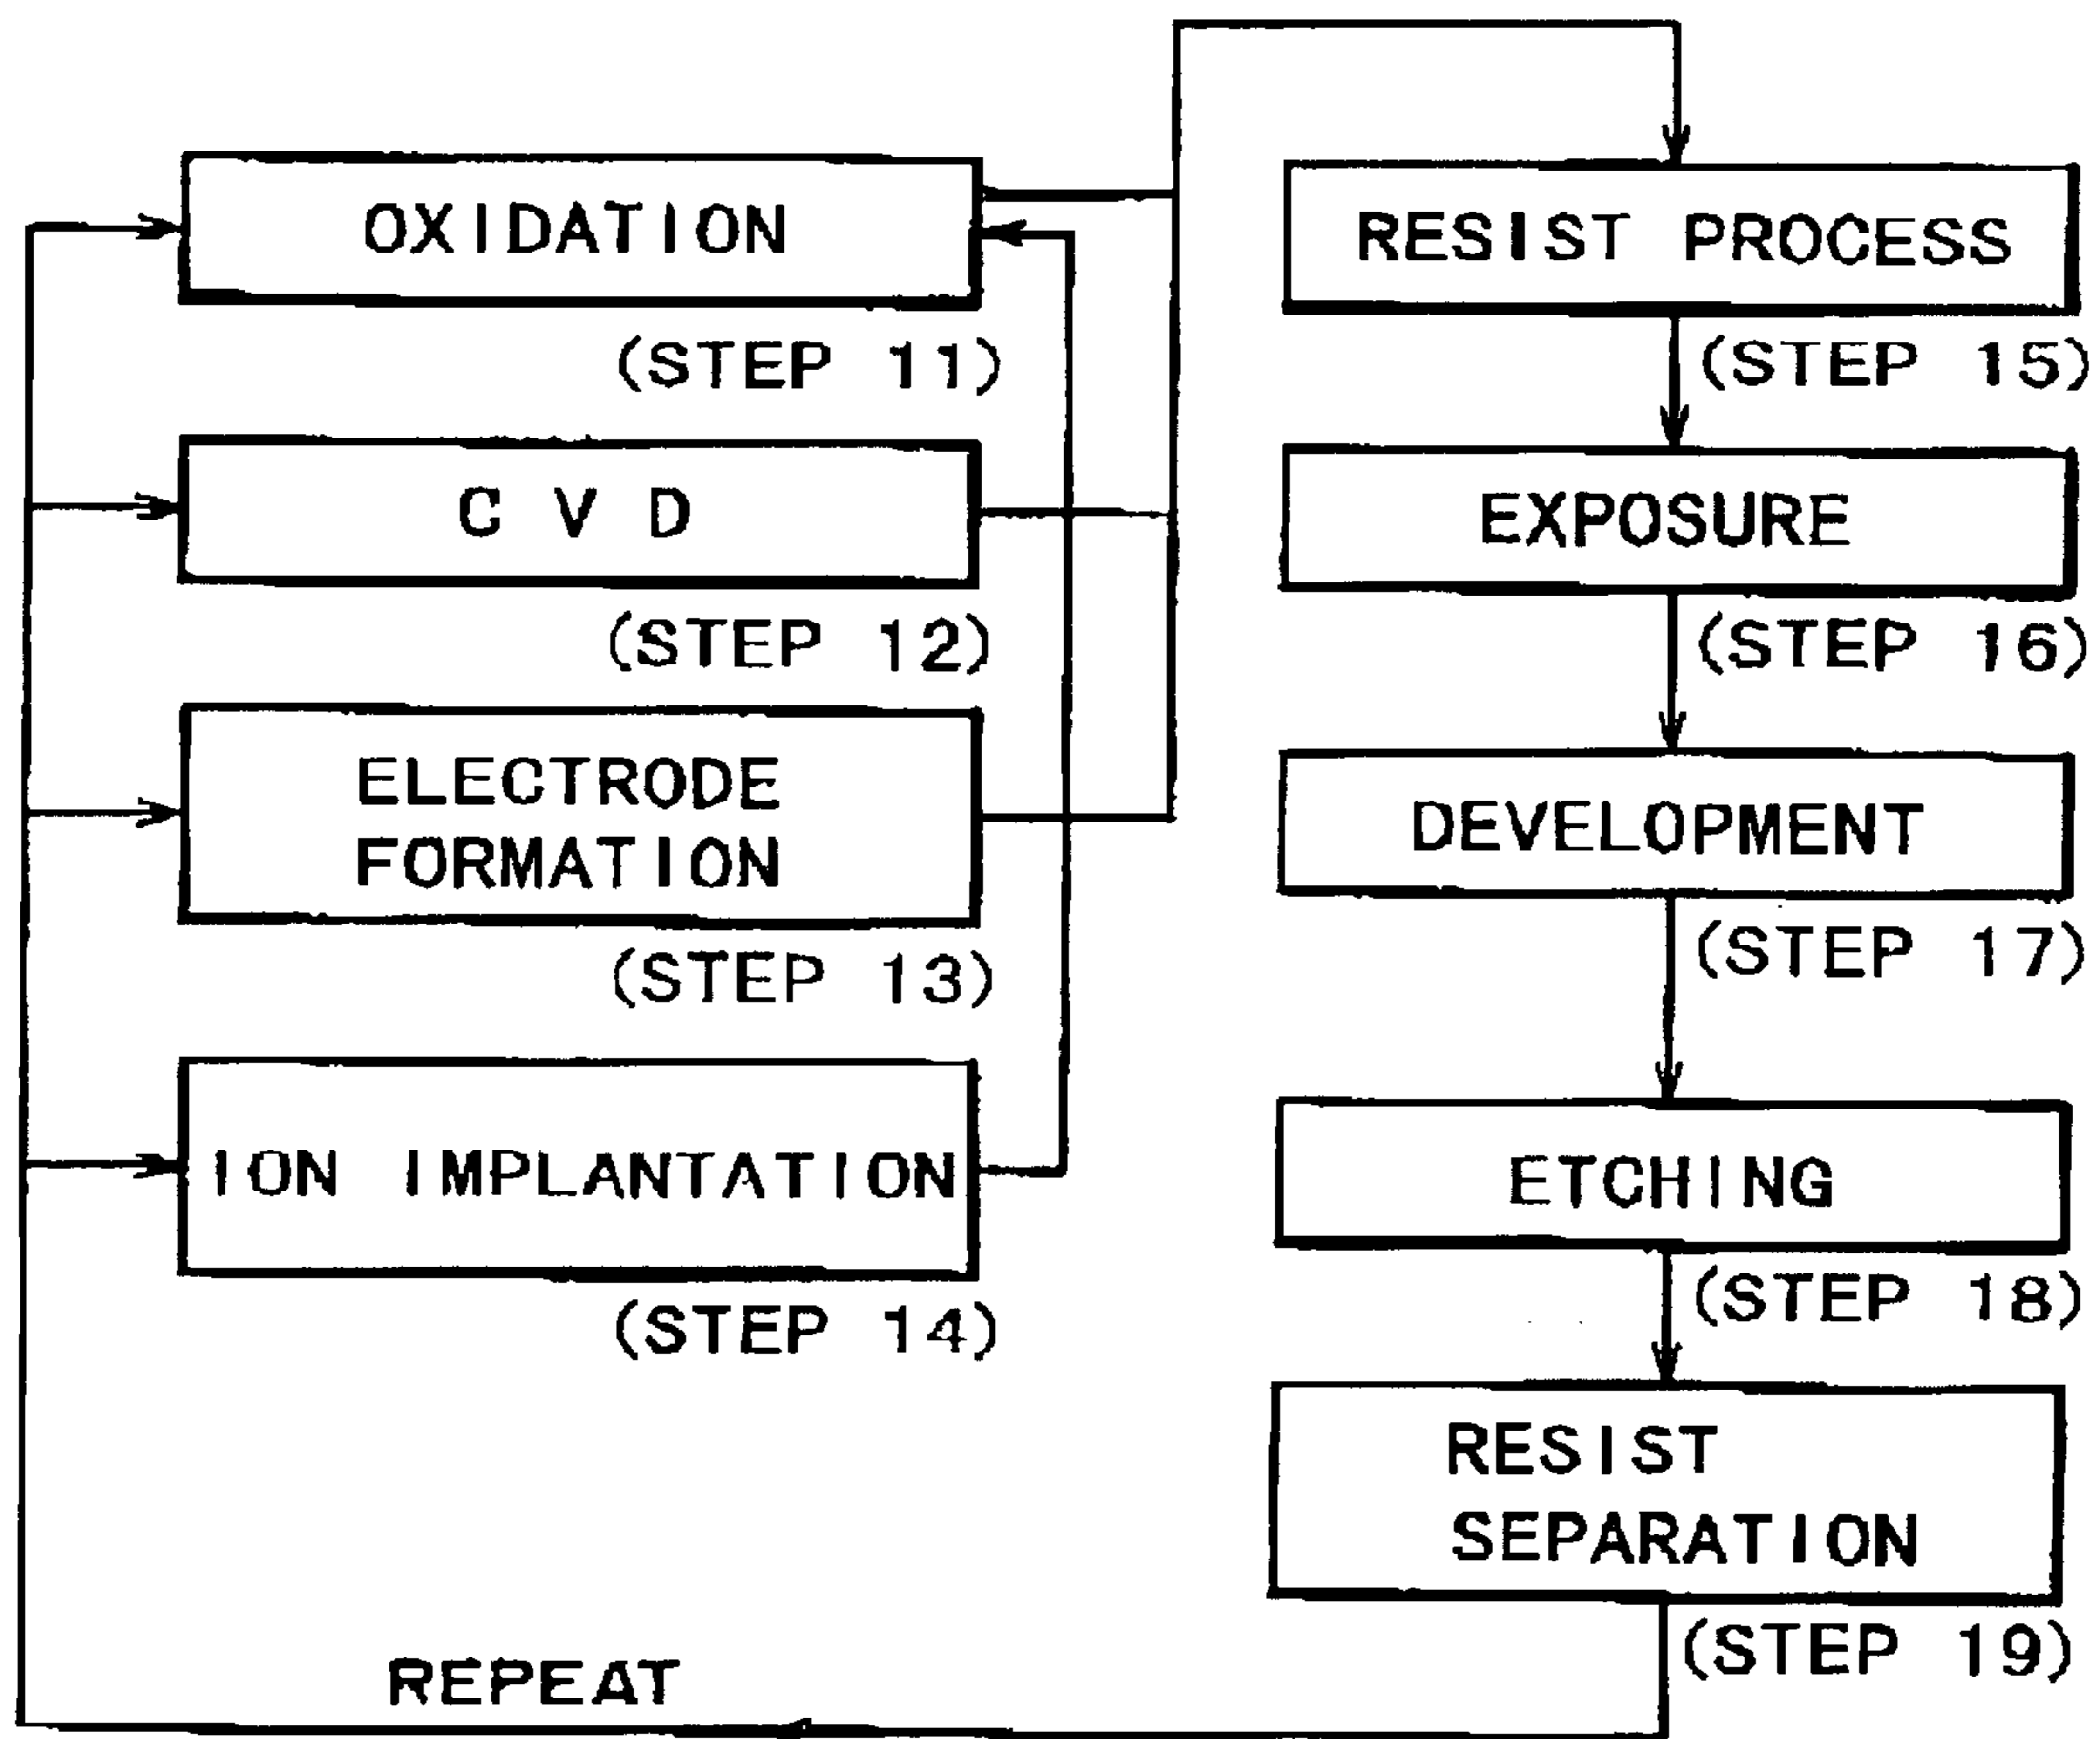 OXIDATION
(STEP 11)
C V D
(STEP 12)
ELECTRODE
FORMATION
(STEP 13)
ION IMPLANTATION
(STEP 14)
RESIST PROCESS
(STEP 15)
EXPOSURE
(STEP 16)
DEVELOPMENT
(STEP 17)
ETCHING
(STEP 18)
RESIST
SEPARATION
(STEP 19)
REPEAT